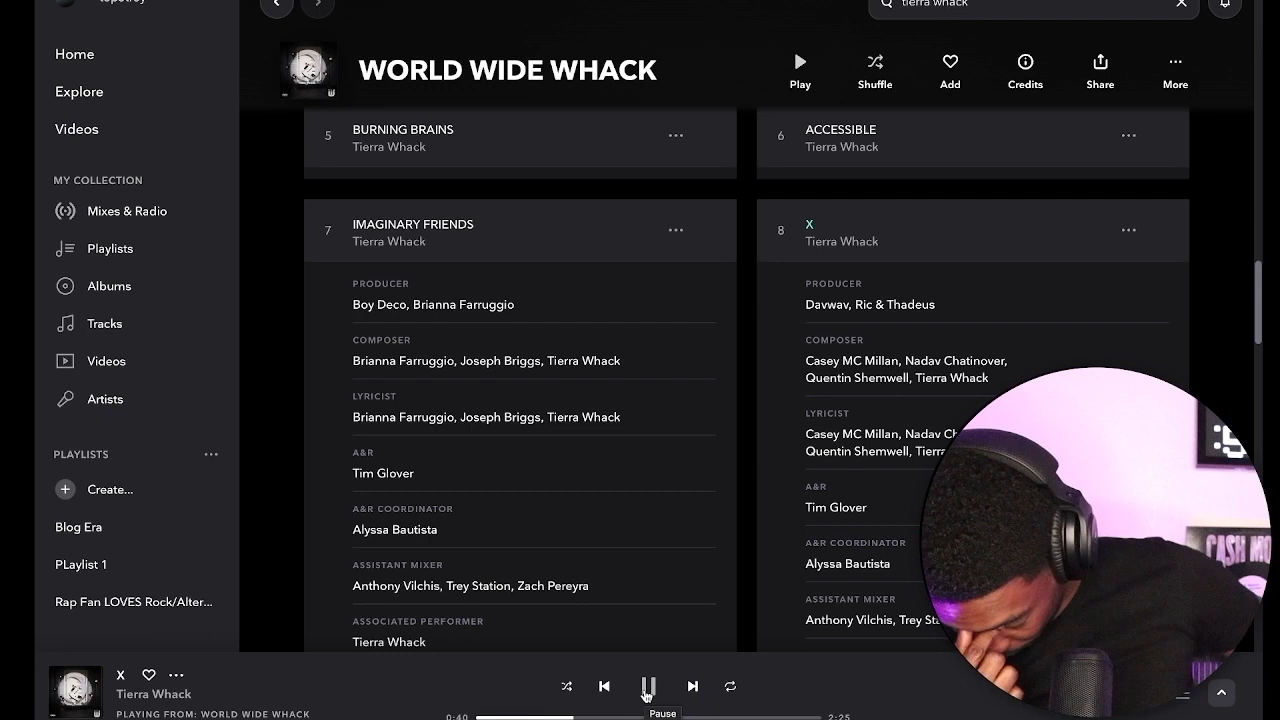 tierra whack
Home
Explore
Videos
MY COLLECTION
Mixes & Radio
Playlists
Albums
Tracks
Videos
Artists
PLAYLISTS
Create...
Blog Era
PLaylist 1
Rap Fan LOVES Rock/Alter...
WORLD WIDE WHACK
Play
Shuffle
Add
Credits
Share
More
5 BURNING BRAINS
Tierra Whack
6 ACCESSIBLE
Tierra Whack
7 IMAGINARY FRIENDS
Tierra Whack
PRODUCER
Boy Deco, Brianna Farruggio
COMPOSER
Brianna Farruggio, Joseph Briggs, Tierra Whack
LYRICIST
Brianna Farruggio, Joseph Briggs, Tierra Whack
A&R
Tim Glover
A&R COORDINATOR
Alyssa Bautista
ASSISTANT MIXER
Anthony Vilchis, Trey Station, Zach Pereyra
ASSOCIATED PERFORMER
Tierra Whack
8 X
Tierra Whack
PRODUCER
Davwav, Ric & Thadeus
COMPOSER
Casey MC Millan, Nadav Chatinover,
Quentin Shemwell, Tierra Whack
LYRICIST
Casey MC Millan, Nadav
Quentin Shemwell,
A&R
Tim Glover
A&R COORDINATOR
Alyssa Bautista
ASSISTANT MIXER
Anthony Vilchis, Trey
CASH
X
Tierra Whack
PLAYING FROM: WORLD WIDE WHACK
0:40
Pause
2:25